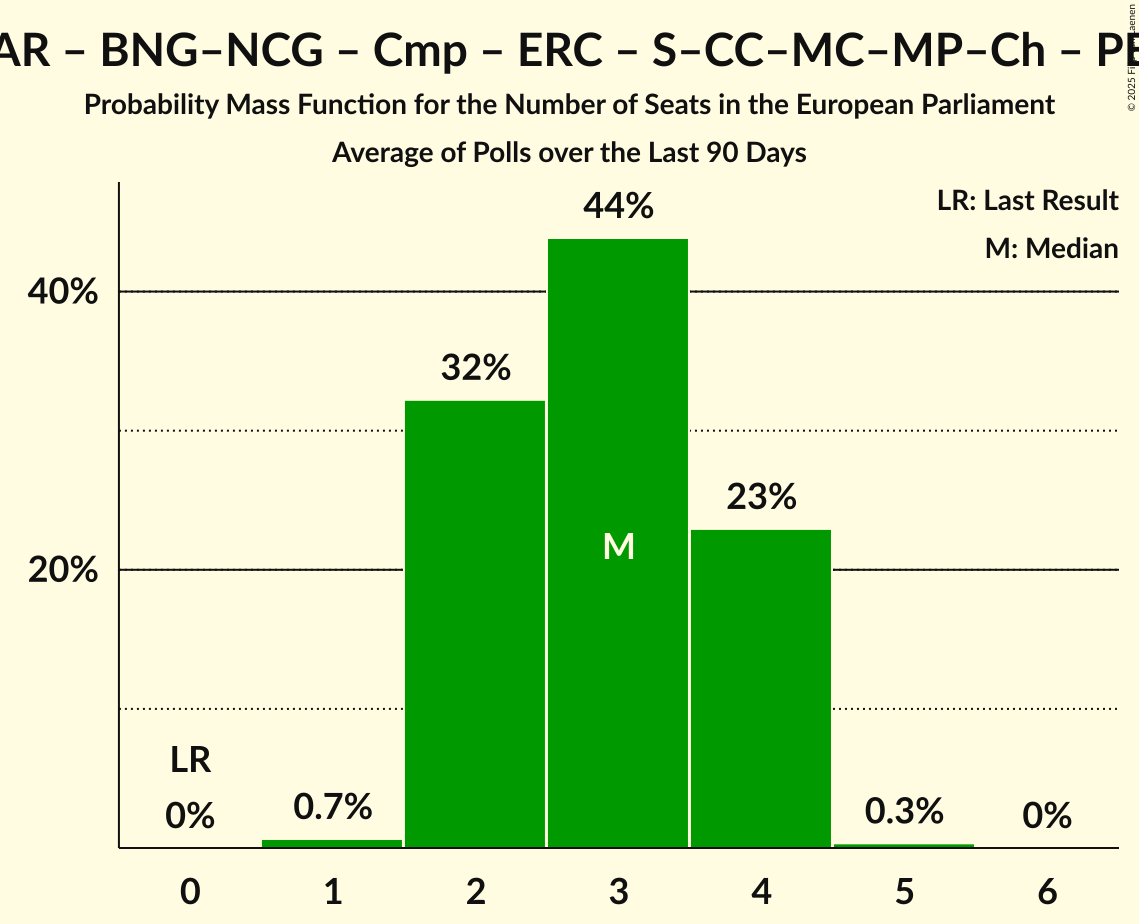 AR – BNG–NCG – Cmp – ERC – S–CC–MC–MP–Ch –
Probability Mass Function for the Number of Seats in the European Parliament
Average of Polls over the Last 90 Days
© 2025
LR: Last Result
M: Median
44%
40%
32%
23%
M
20%
LR
0%
0.7%
0.3%
0%
0 1 2 3 4 5 6